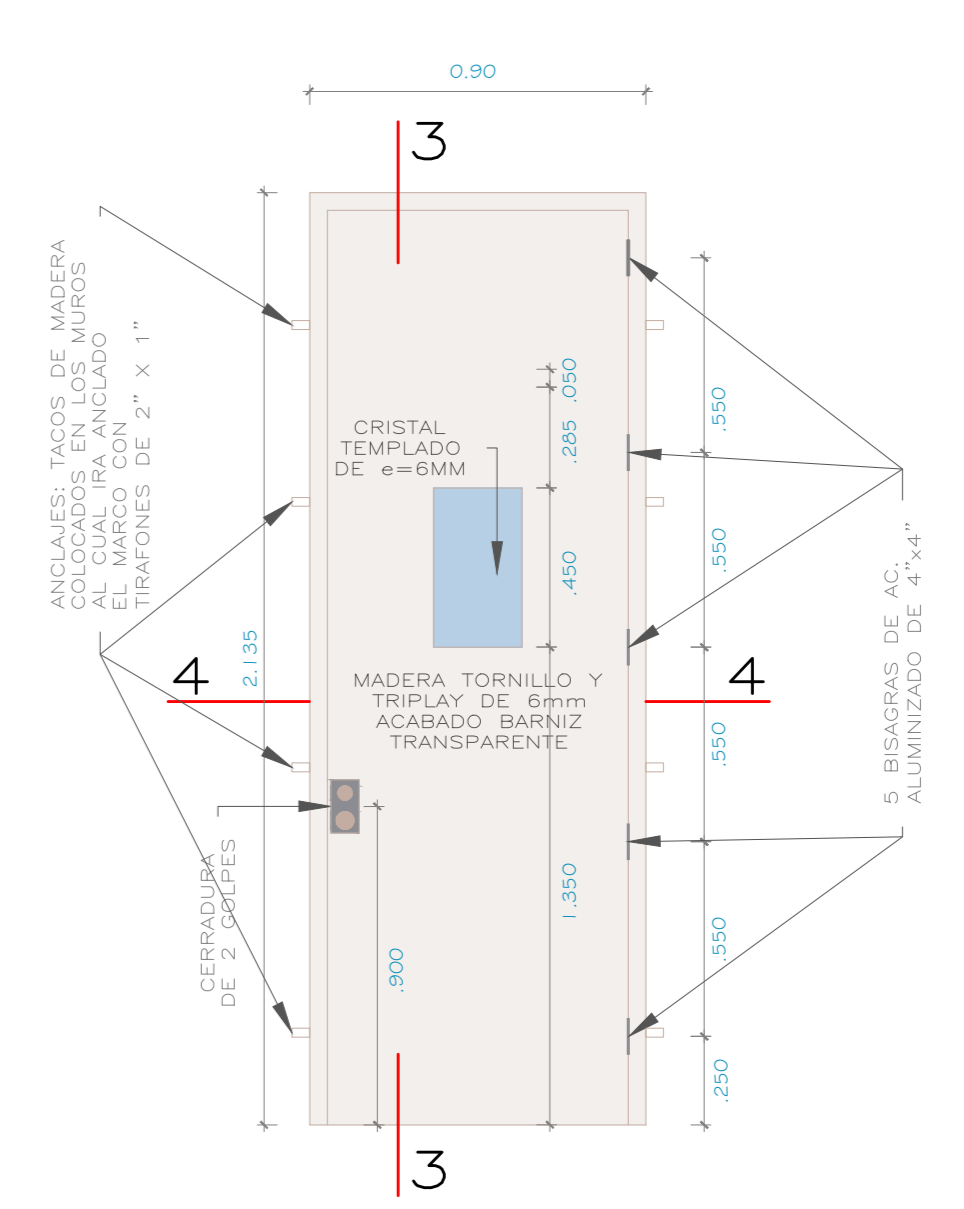 0.90
3
ANCLAJES: TACOS DE MADERA
COLOCADOS EN LOS MUROS
AL CUAL IRA ANCLADO
EL MARCO CON
TIRAFONES DE 2" X 1"
2.135
.050
.285
.450
1.350
.900
CRISTAL
TEMPLADO
DE e=6MM
MADERA TORNILLO Y
TRIPLAY DE 6mm
ACABADO BARNIZ
TRANSPARENTE
4
4
.550
.550
.550
.550
.250
5 BISAGRAS DE AC.
ALUMINIZADO DE 4"x4"
CERRADURA
DE 2 GOLPES
3